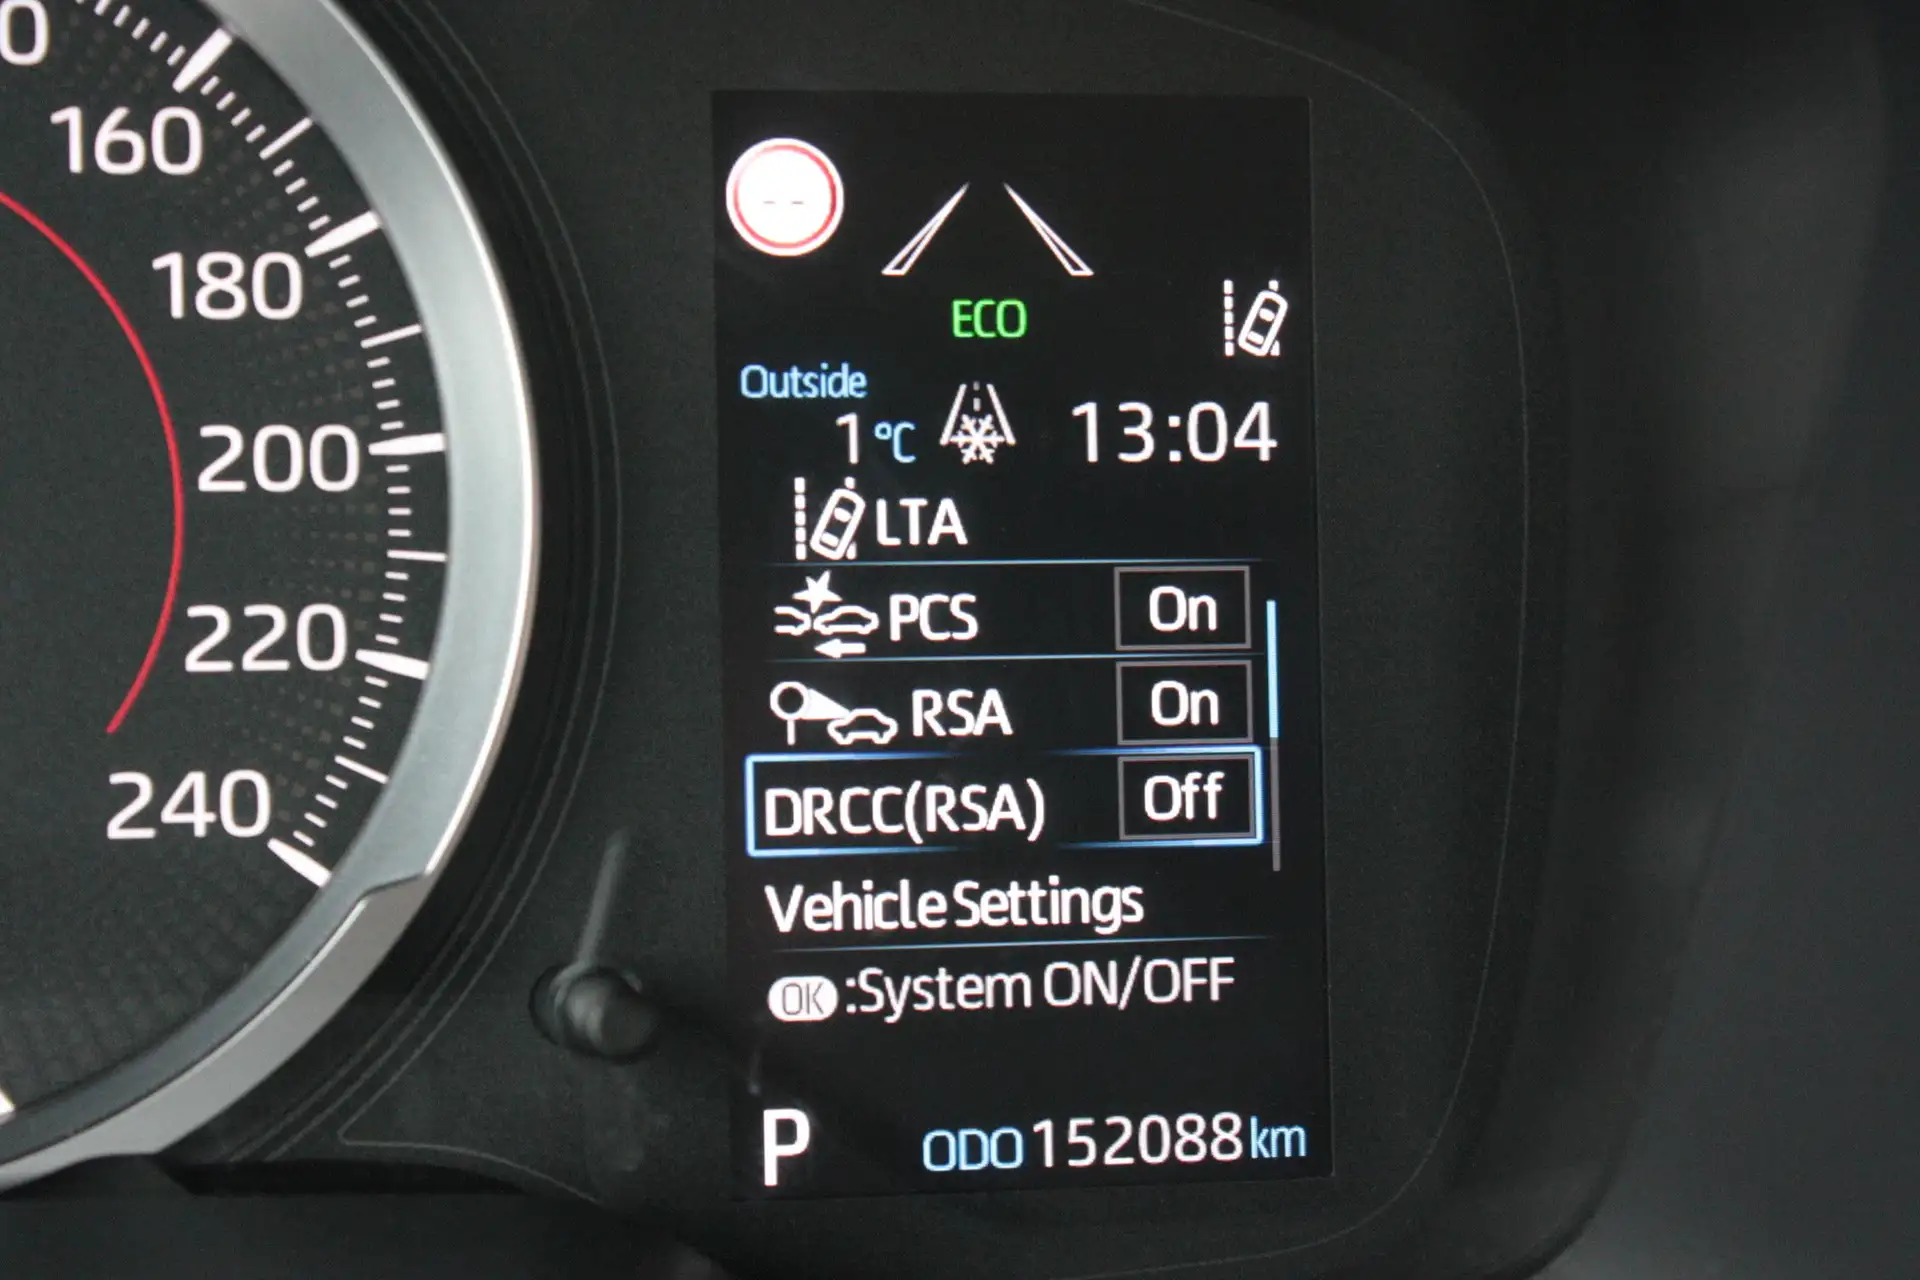 160
180
200
220
240
--
ECO
Outside
1°C
13:04
LTA
PCS On
RSA On
DRCC(RSA) Off
Vehicle Settings
OK:System ON/OFF
P ODO 152088 km